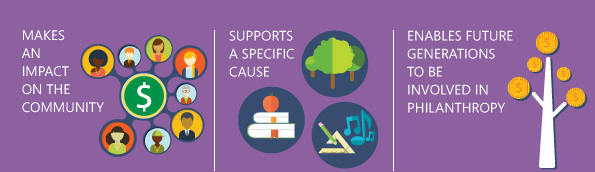 MAKES
AN
IMPACT
ON THE
COMMUNITY
$
SUPPORTS
A SPECIFIC
CAUSE
ENABLES FUTURE
GENERATIONS
TO BE
INVOLVED IN
PHILANTHROPY
$
$
$
$
$